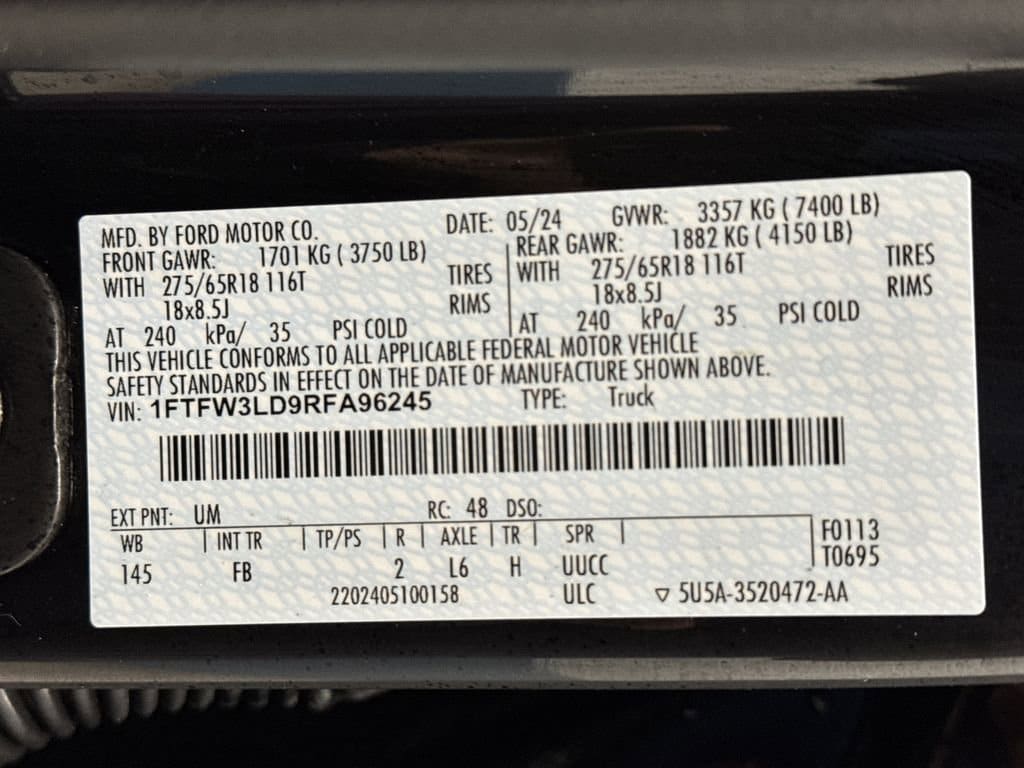 MFD. BY FORD MOTOR CO. DATE: 05/24 GVWR: 3357 KG ( 7400 LB)
FRONT GAWR: 1701 KG ( 3750 LB) REAR GAWR: 1882 KG ( 4150 LB)
WITH 275/65R18 116T TIRES WITH 275/65R18 116T TIRES
18x8.5J RIMS 18x8.5J RIMS
AT 240 kPa/ 35 PSI COLD AT 240 kPa/ 35 PSI COLD
THIS VEHICLE CONFORMS TO ALL APPLICABLE FEDERAL MOTOR VEHICLE
SAFETY STANDARDS IN EFFECT ON THE DATE OF MANUFACTURE SHOWN ABOVE.
VIN: 1FTFW3LD9RFA96245 TYPE: Truck
EXT PNT: UM RC: 48 DSO:
WB INT TR TP/PS R AXLE TR SPR F0113
145 FB 2 L6 H UUCC T0695
2202405100158 ULC ▽ 5U5A-3520472-AA